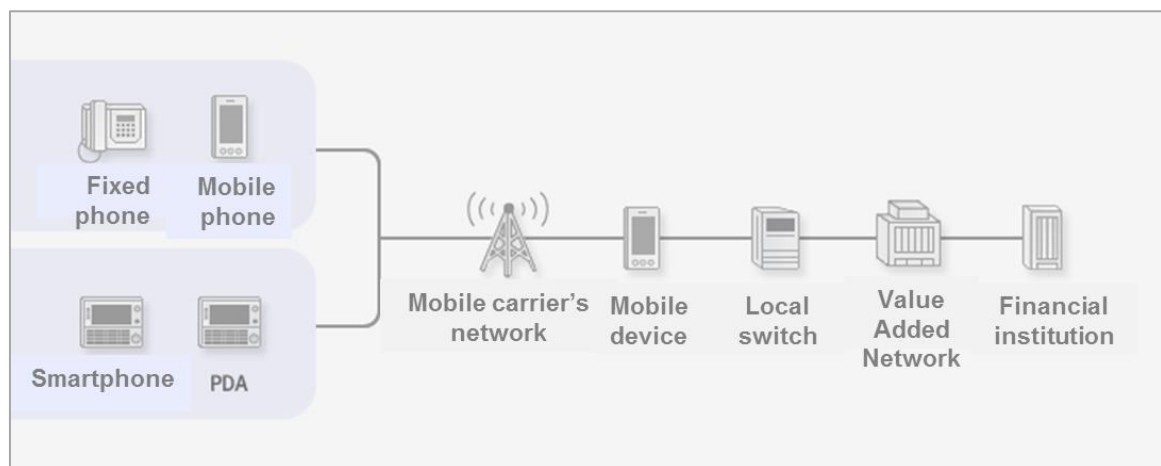 Fixed
phone
Mobile
phone
Smartphone
PDA
Mobile carrier's
network
Mobile
device
Local
switch
Value
Added
Network
Financial
institution